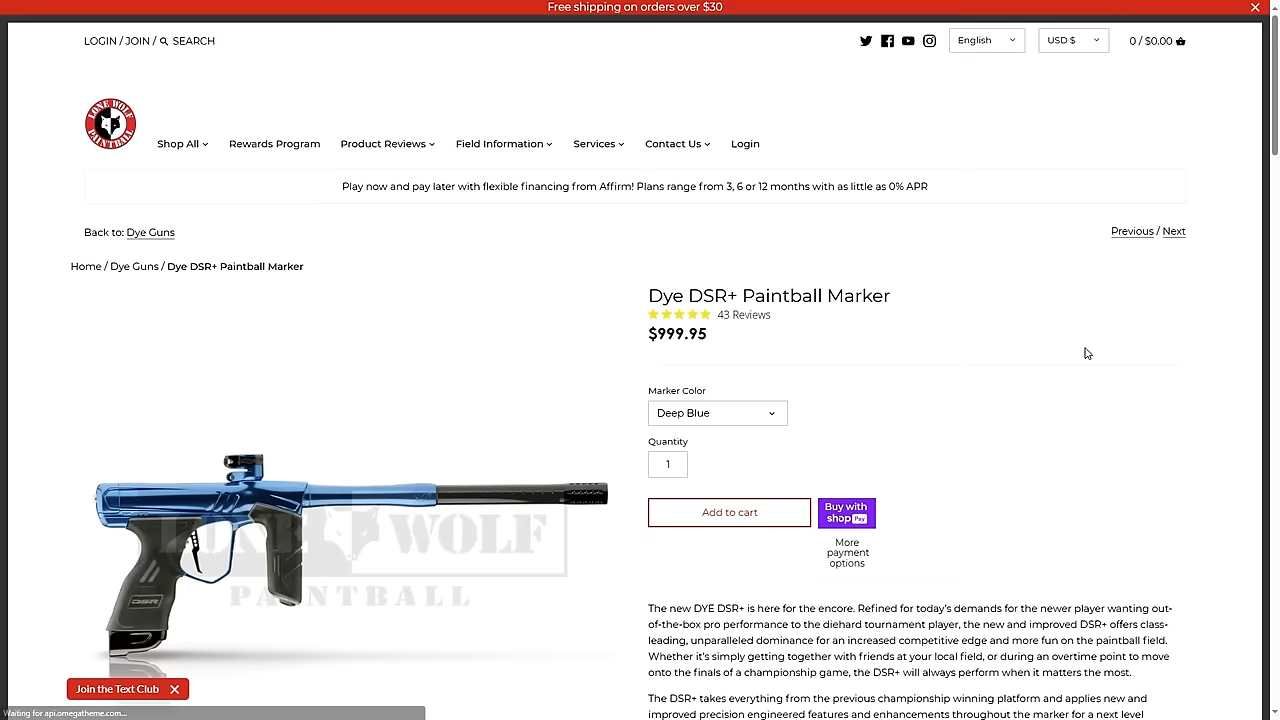 Free shipping on orders over $30
LOGIN / JOIN / SEARCH
English
USD $
0 / $0.00
LONE WOLF
PAINTBALL
Shop All
Rewards Program
Product Reviews
Field Information
Services
Contact Us
Login
Play now and pay later with flexible financing from Affirm! Plans range from 3, 6 or 12 months with as little as 0% APR
Back to: Dye Guns
Previous / Next
Home / Dye Guns / Dye DSR+ Paintball Marker
Dye DSR+ Paintball Marker
43 Reviews
$999.95
Marker Color
Deep Blue
Quantity
1
Add to cart
Buy with
shop Pay
More
payment
options
LONE WOLF
PAINTBALL
DSR
The new DYE DSR+ is here for the encore. Refined for today's demands for the newer player wanting out-
of-the-box pro performance to the diehard tournament player, the new and improved DSR+ offers class-
leading, unparalleled dominance for an increased competitive edge and more fun on the paintball field.
Whether it's simply getting together with friends at your local field, or during an overtime point to move
onto the finals of a championship game, the DSR+ will always perform when it matters the most.
The DSR+ takes everything from the previous championship winning platform and applies new and
improved precision engineered features and enhancements throughout the marker for a next level
Join the Text Club
Waiting for api.omegatheme.com...